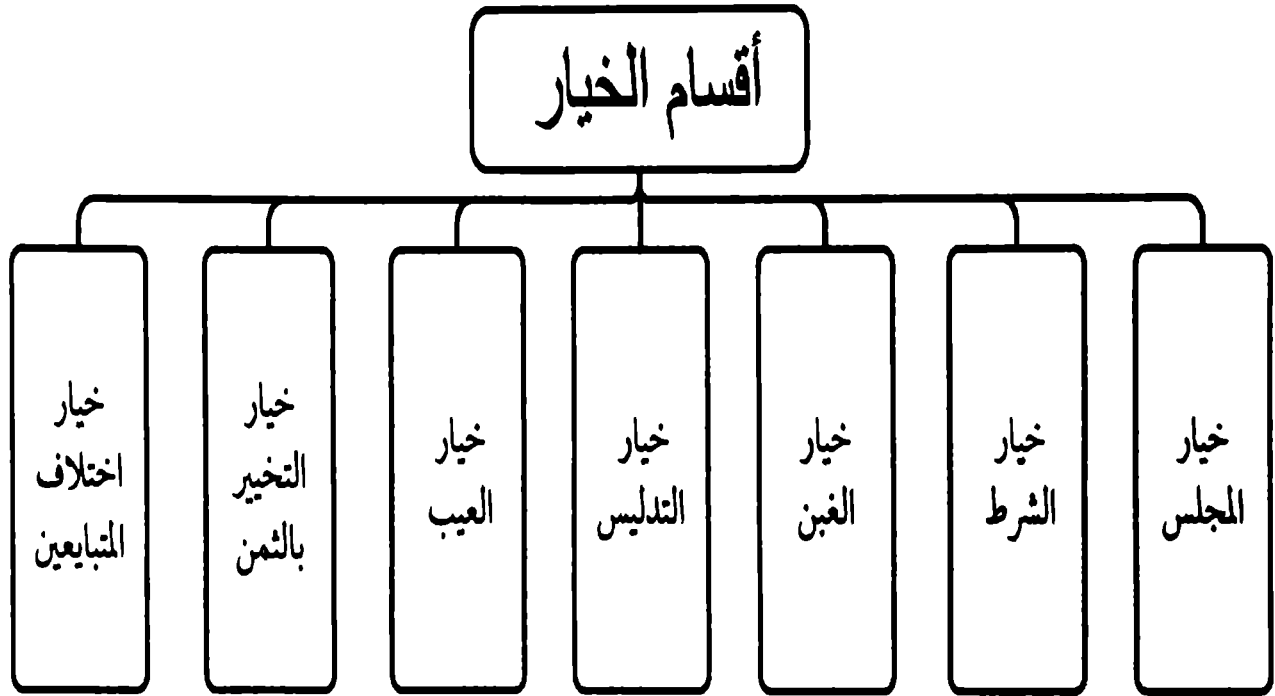 أقسام الخيار
خيار
المجلس
خيار
الشرط
خيار
الغبن
خيار
التدليس
خيار
العيب
خيار
التخيير
بالثمن
خيار
اختلاف
المتبايعين